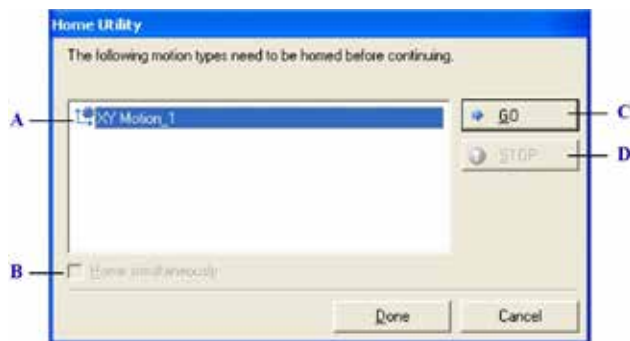 Home Utility
The following motion types need to be homed before continuing.
A
XY Motion_1
GO
C
STOP
D
B
Home simultaneously
Done
Cancel